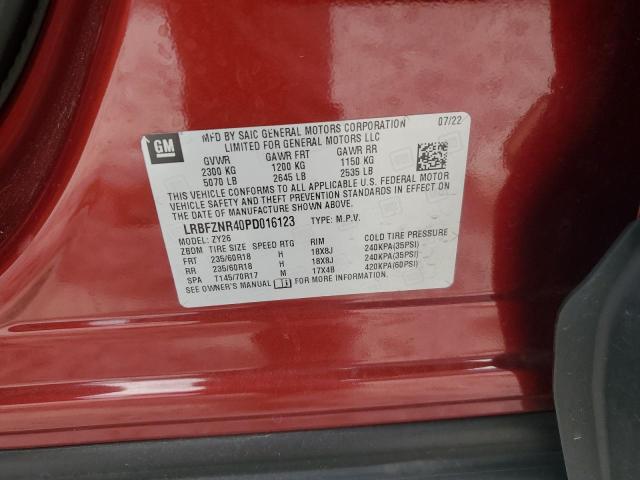 GM
MFD BY SAIC GENERAL MOTORS CORPORATION 07/22
LIMITED FOR GENERAL MOTORS LLC
GVWR GAWR FRT GAWR RR
2300 KG 1200 KG 1150 KG
5070 LB 2645 LB 2535 LB
THIS VEHICLE CONFORMS TO ALL APPLICABLE U.S. FEDERAL MOTOR
VEHICLE SAFETY AND THEFT PREVENTION STANDARDS IN EFFECT ON
THE DATE OF MANUFACTURE SHOWN ABOVE.
LRBFZNR40PD016123 TYPE: M.P.V.
MODEL: ZY26
ZBDM TIRE SIZE SPEED RTG RIM COLD TIRE PRESSURE
FRT 235/60R18 H 18X8J 240KPA(35PSI)
RR 235/60R18 H 18X8J 240KPA(35PSI)
SPA T145/70R17 M 17X4B 420KPA(60PSI)
SEE OWNER'S MANUAL FOR MORE INFORMATION.